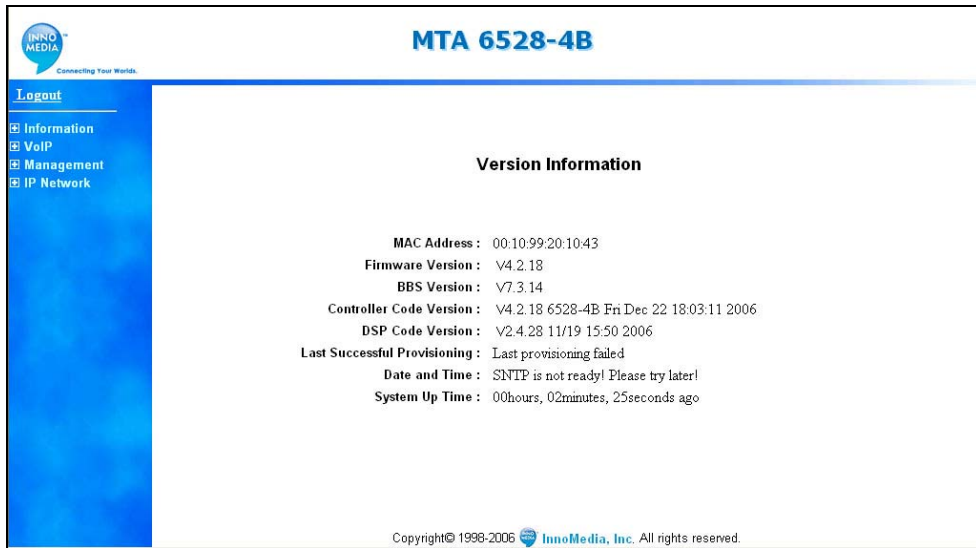 INNO
MEDIA
™
Connecting Your Worlds.
MTA 6528-4B
Logout
Information
VoIP
Management
IP Network
Version Information
MAC Address : 00:10:99:20:10:43
Firmware Version : V4.2.18
BBS Version : V7.3.14
Controller Code Version : V4.2.18 6528-4B Fri Dec 22 18:03:11 2006
DSP Code Version : V2.4.28 11/19 15:50 2006
Last Successful Provisioning : Last provisioning failed
Date and Time : SNTP is not ready! Please try later!
System Up Time : 00hours, 02minutes, 25seconds ago
Copyright© 1998-2006 InnoMedia, Inc. All rights reserved.